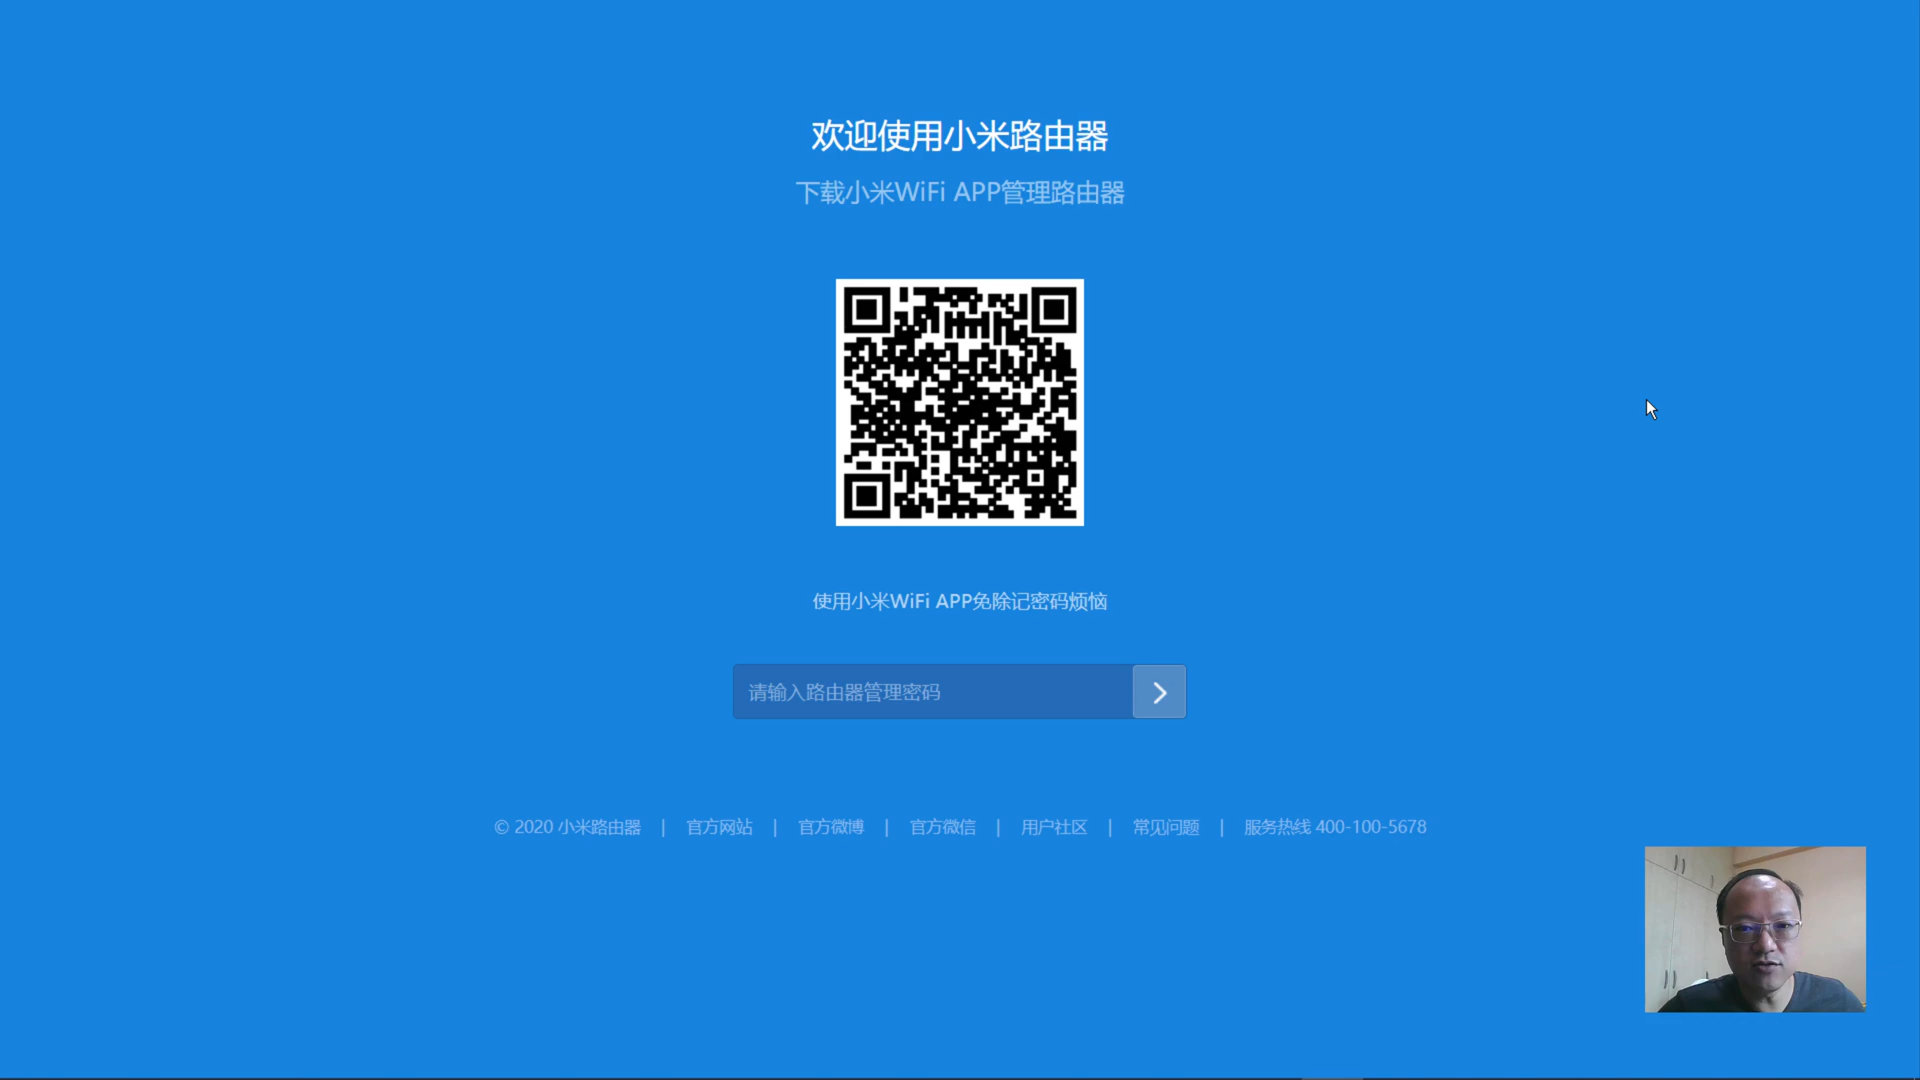 欢迎使用小米路由器
下载小米WiFi APP管理路由器
使用小米WiFi APP免除记密码烦恼
请输入路由器管理密码
© 2020 小米路由器 | 官方网站 | 官方微博 | 官方微信 | 用户社区 | 常见问题 | 服务热线 400-100-5678